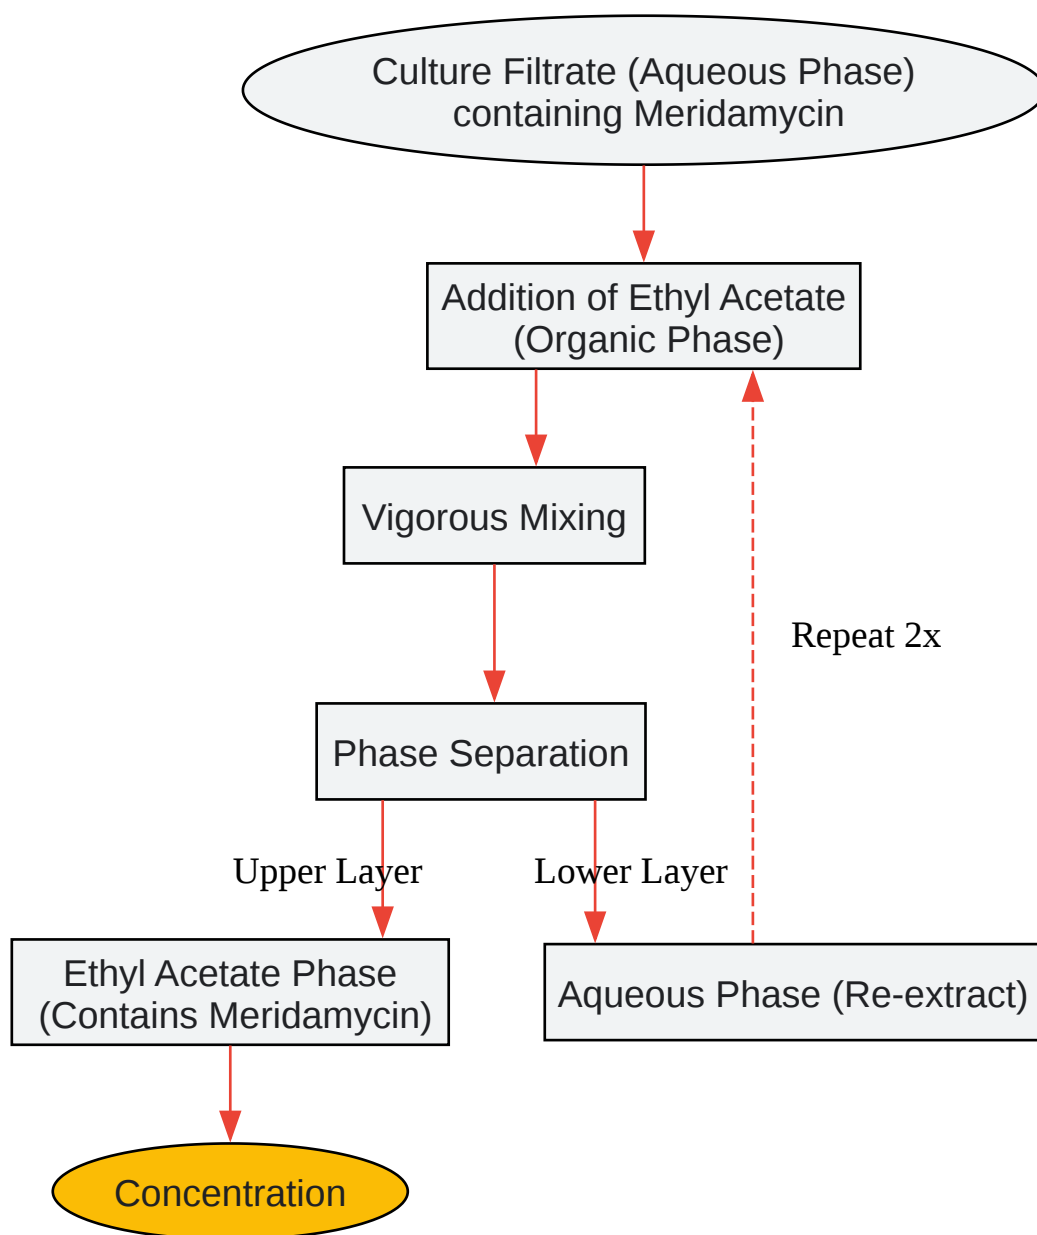 Culture Filtrate (Aqueous Phase)
containing Meridamycin
Addition of Ethyl Acetate
(Organic Phase)
Vigorous Mixing
Repeat 2x
Phase Separation
Upper Layer
Lower Layer
Ethyl Acetate Phase
(Contains Meridamycin)
Aqueous Phase (Re-extract)
Concentration